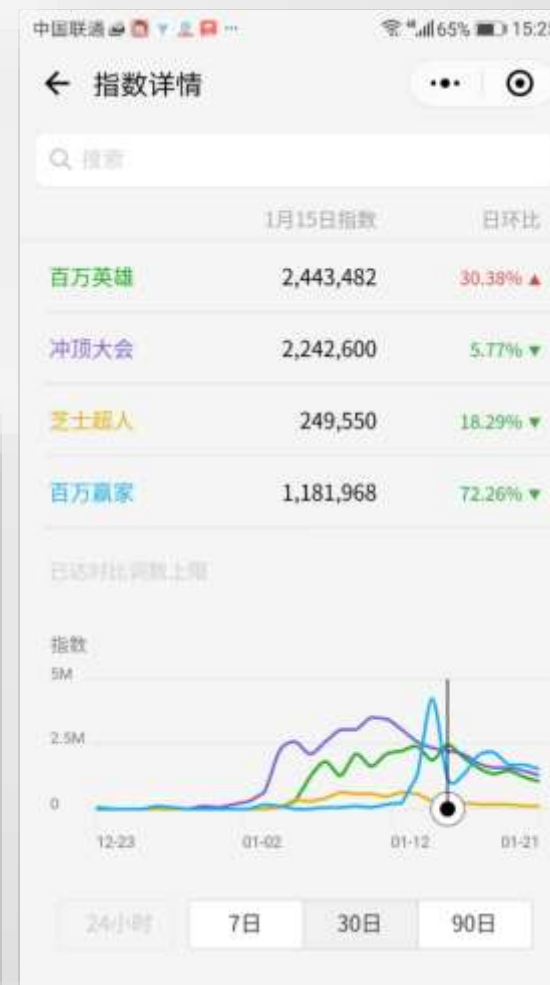 中国联通 ... 4G 65% 15:25
指数详情
搜索
1月15日指数 日环比
百万英雄 2,443,482 30.38% ▲
冲顶大会 2,242,600 5.77% ▼
芝士超人 249,550 18.29% ▼
百万赢家 1,181,968 72.26% ▼
已达对比词数上限
指数
5M
2.5M
0
12-23 01-02 01-12 01-21
24小时 7日 30日 90日